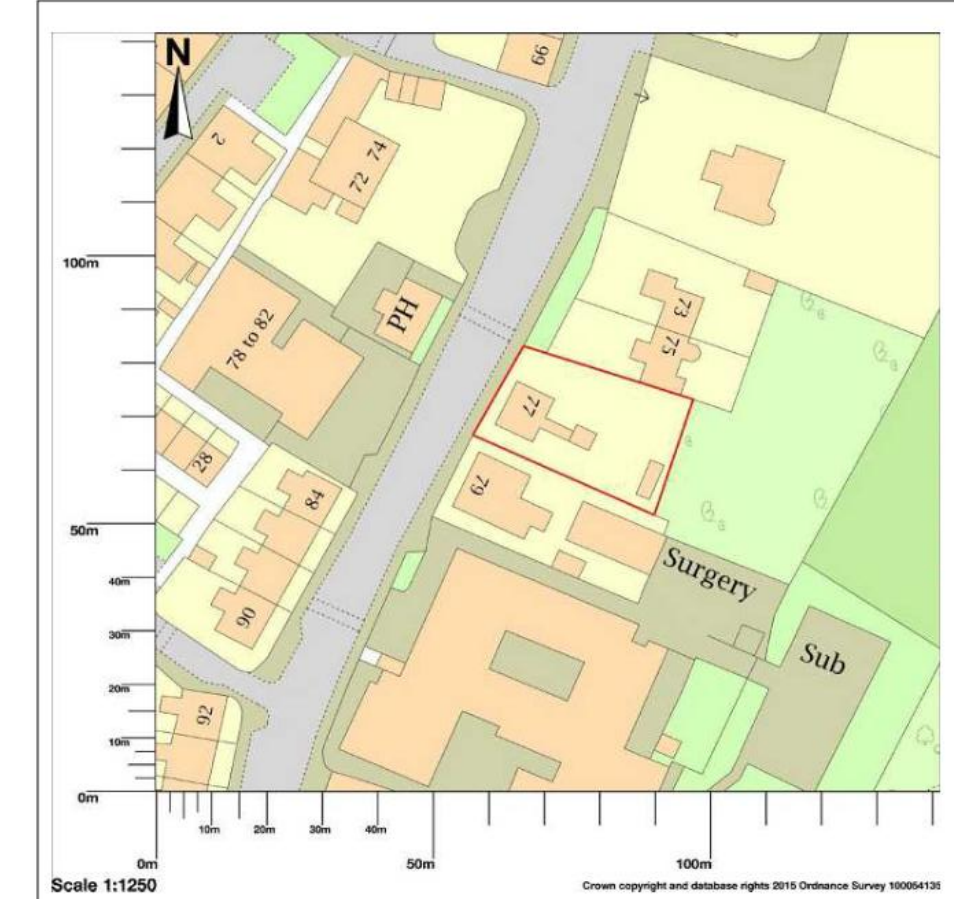 N
66
2
72 74
100m
PH
73
75
78 to 82
77
28
84
79
50m
Surgery
40m
90
30m
Sub
20m
92
10m
0m
10m 20m 30m 40m
0m 50m 100m
Scale 1:1250
Crown copyright and database rights 2015 Ordnance Survey 100054135